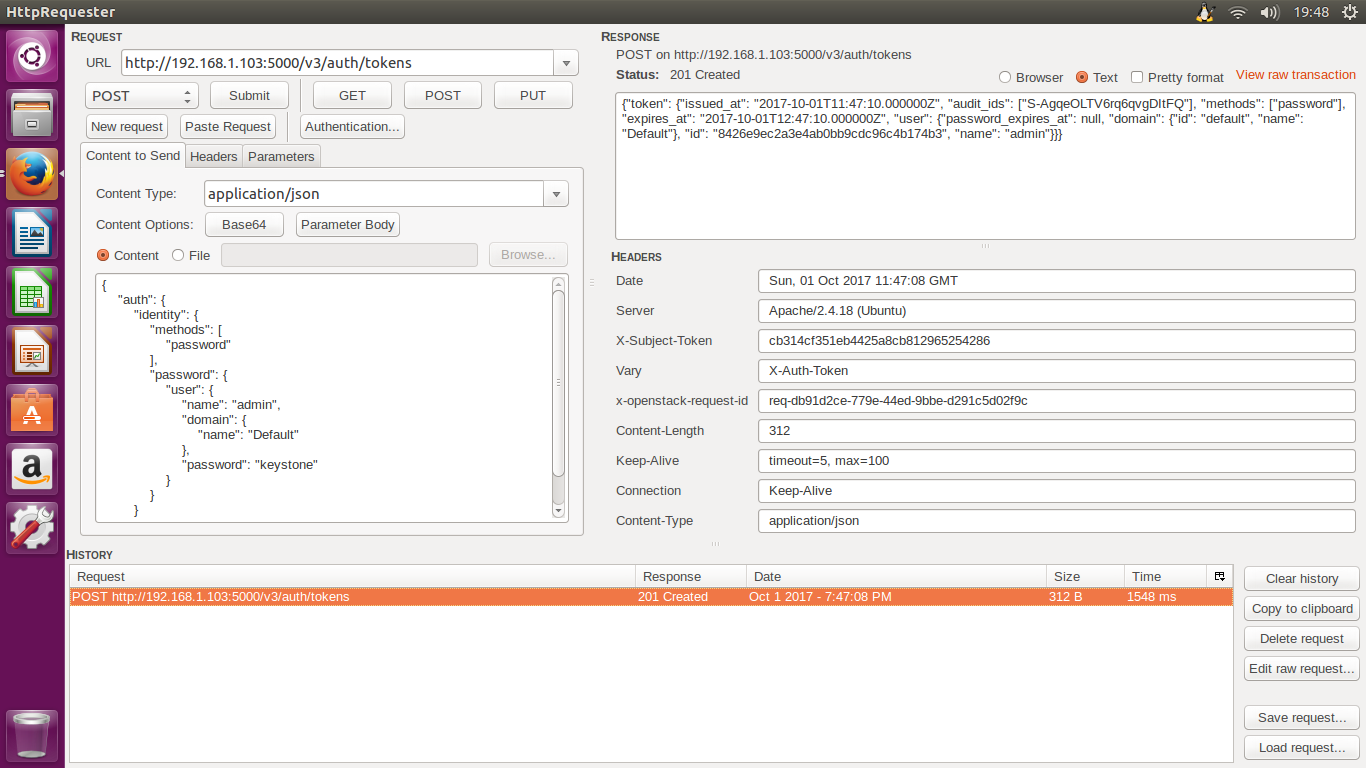 HttpRequester
19:48
REQUEST
URL http://192.168.1.103:5000/v3/auth/tokens
POST Submit GET POST PUT
New request Paste Request Authentication...
Content to Send Headers Parameters
Content Type: application/json
Content Options: Base64 Parameter Body
Content File Browse...
{
"auth": {
"identity": {
"methods": [
"password"
],
"password": {
"user": {
"name": "admin",
"domain": {
"name": "Default"
},
"password": "keystone"
}
}
}
RESPONSE
POST on http://192.168.1.103:5000/v3/auth/tokens
Status: 201 Created
Browser Text Pretty format View raw transaction
{"token": {"issued_at": "2017-10-01T11:47:10.000000Z", "audit_ids": ["S-AgqeOLTV6rq6qvgDItFQ"], "methods": ["password"],
"expires_at": "2017-10-01T12:47:10.000000Z", "user": {"password_expires_at": null, "domain": {"id": "default", "name":
"Default"}, "id": "8426e9ec2a3e4ab0bb9cdc96c4b174b3", "name": "admin"}}}
HEADERS
Date Sun, 01 Oct 2017 11:47:08 GMT
Server Apache/2.4.18 (Ubuntu)
X-Subject-Token cb314cf351eb4425a8cb812965254286
Vary X-Auth-Token
x-openstack-request-id req-db91d2ce-779e-44ed-9bbe-d291c5d02f9c
Content-Length 312
Keep-Alive timeout=5, max=100
Connection Keep-Alive
Content-Type application/json
HISTORY
Request Response Date Size Time
POST http://192.168.1.103:5000/v3/auth/tokens 201 Created Oct 1 2017 - 7:47:08 PM 312 B 1548 ms
Clear history
Copy to clipboard
Delete request
Edit raw request...
Save request...
Load request...